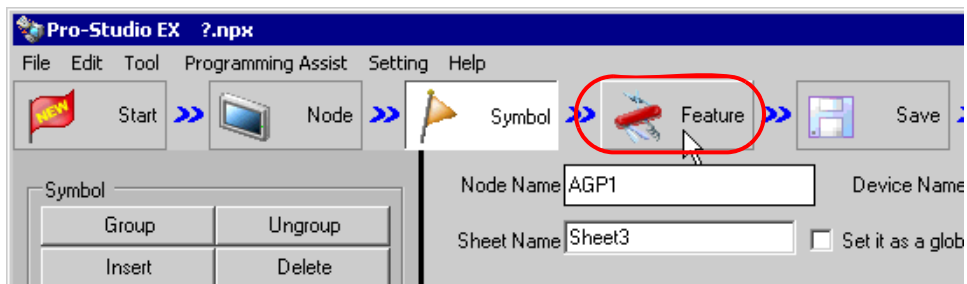 Pro-Studio EX ?.npx
File Edit Tool Programming Assist Setting Help
NEW Start Node Symbol Feature Save
Symbol
Node Name AGP1 Device Name
Group Ungroup
Sheet Name Sheet3 Set it as a glob
Insert Delete